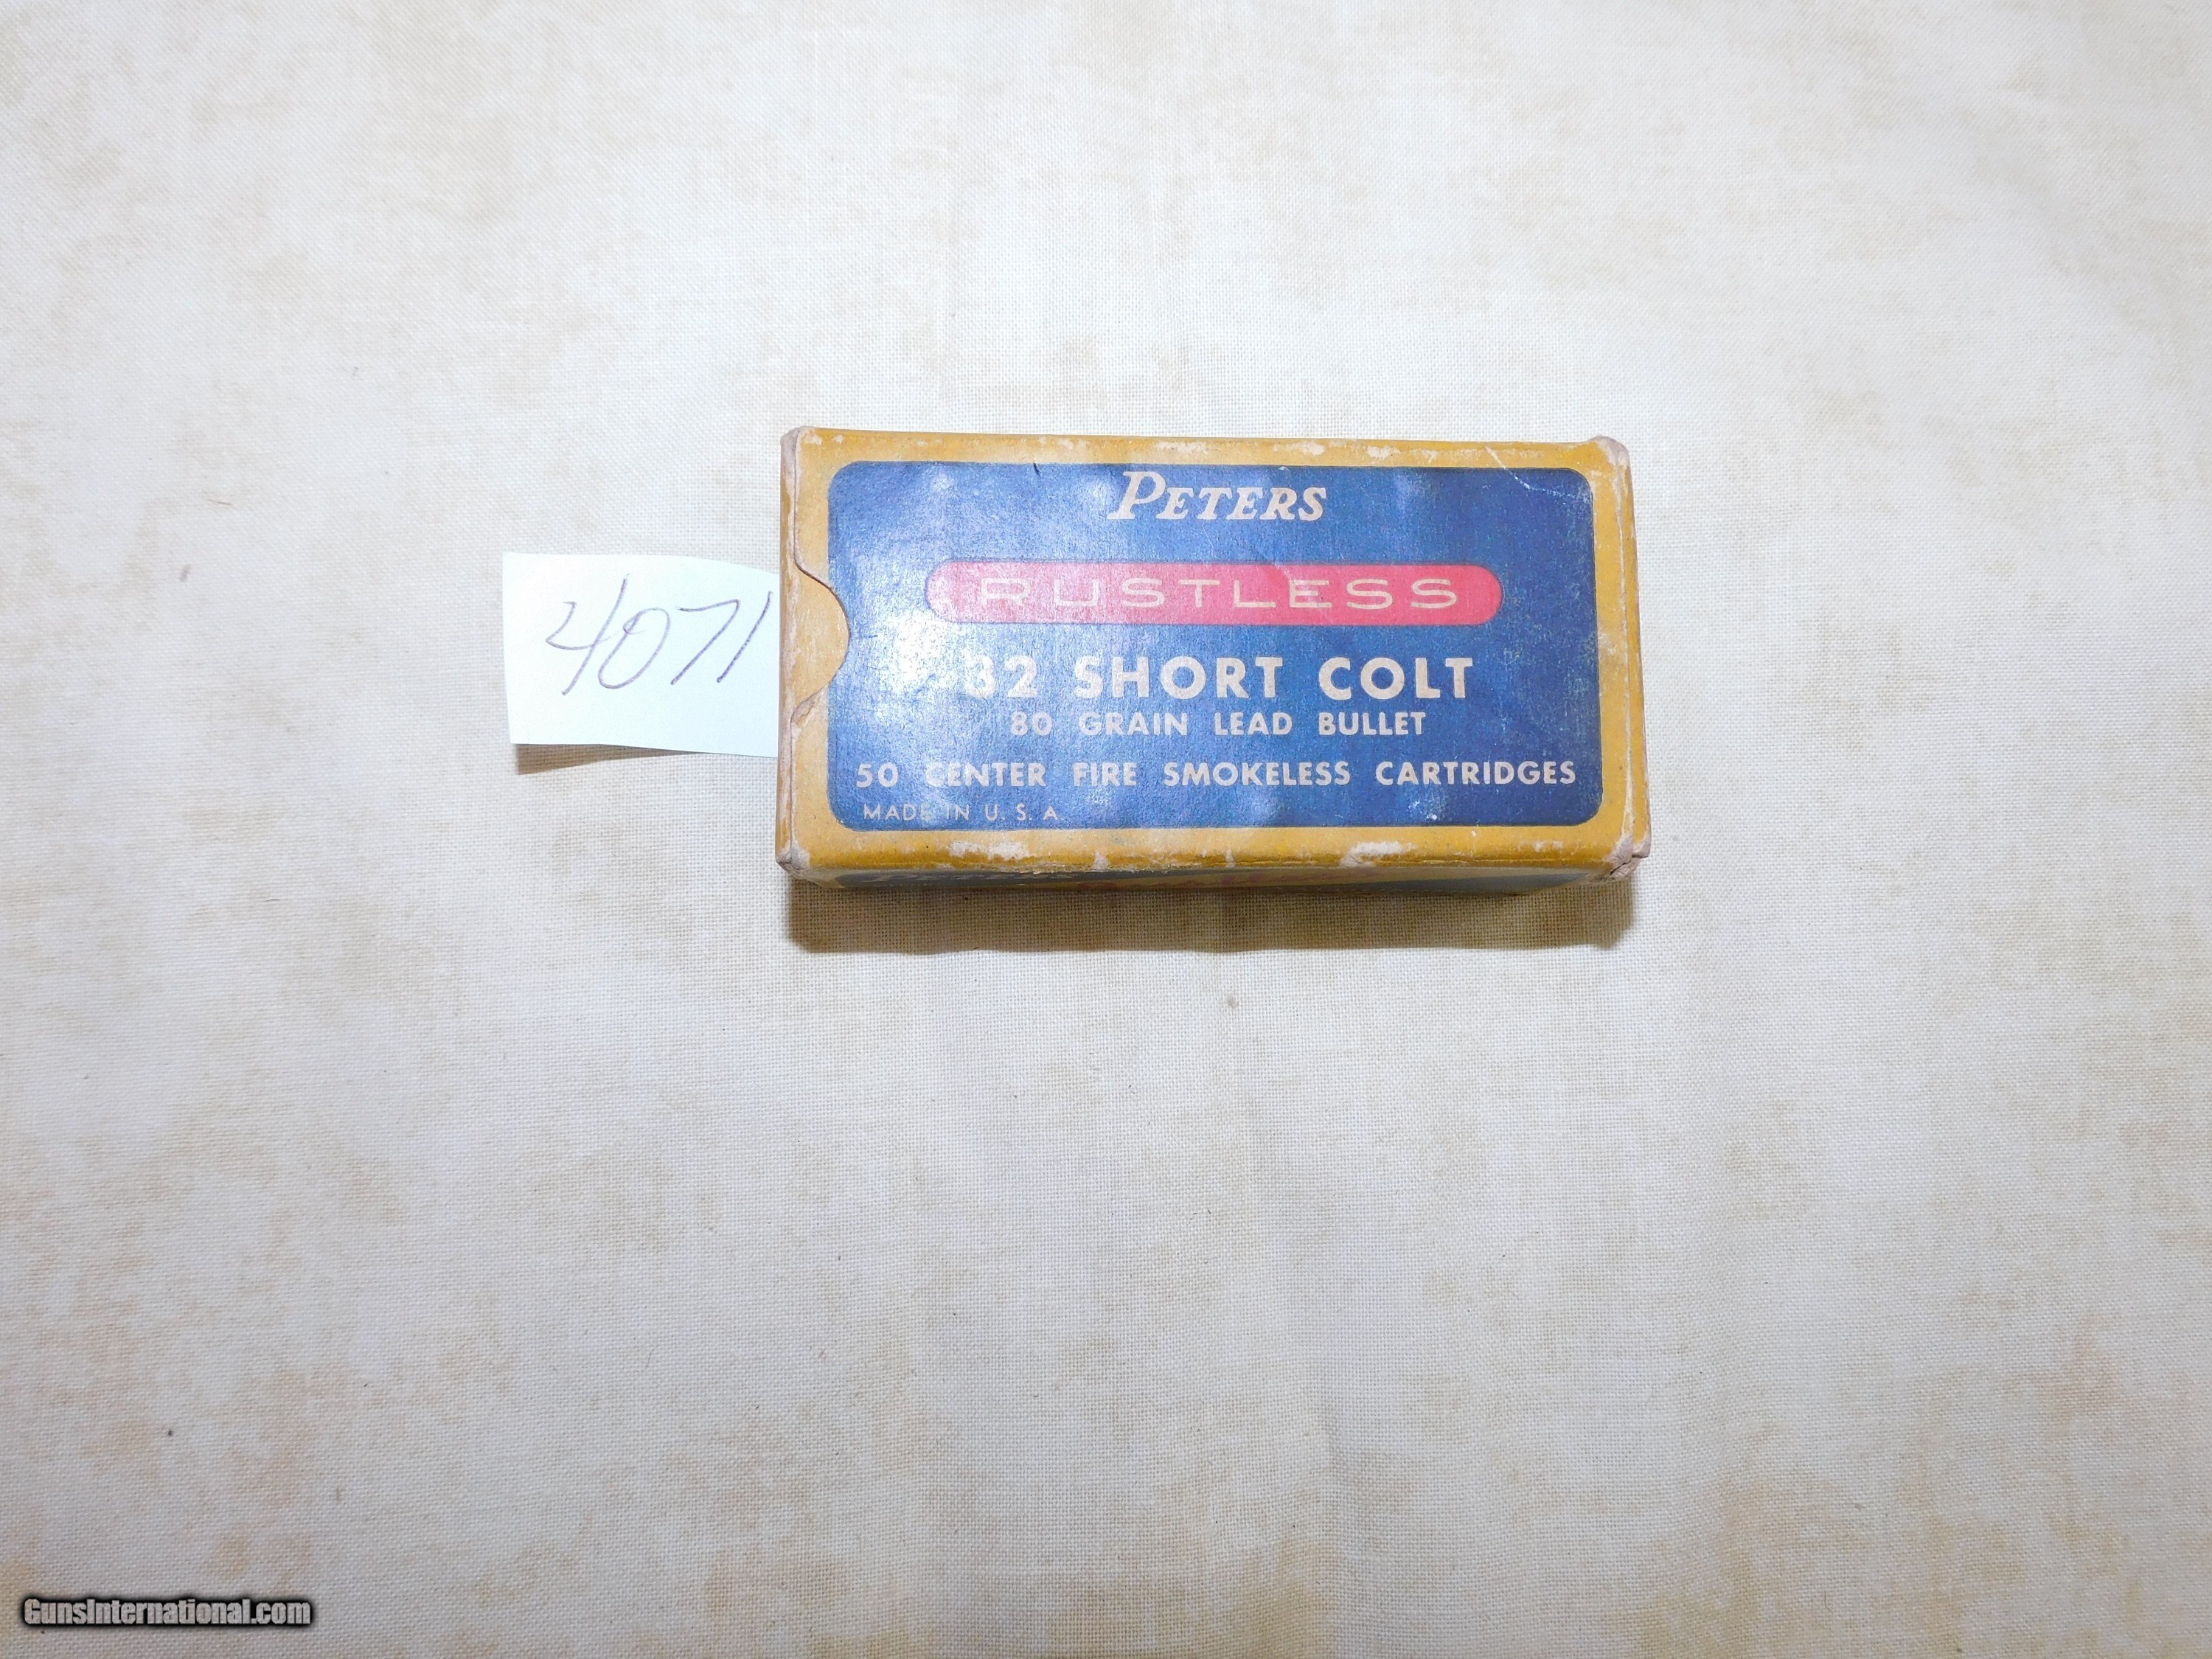 PETERS
RUSTLESS
32 SHORT COLT
80 GRAIN LEAD BULLET
50 CENTER FIRE SMOKELESS CARTRIDGES
MADE IN U. S. A.
4071
GunsInternational.com